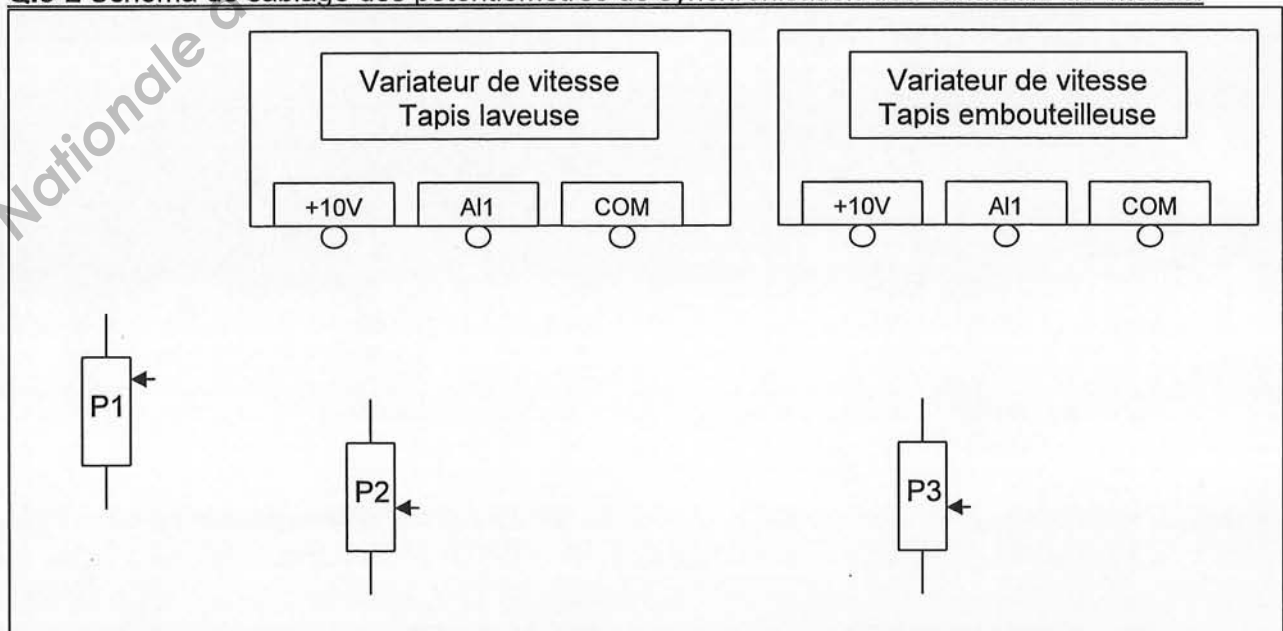 Nationale
Variateur de vitesse
Tapis laveuse
Variateur de vitesse
Tapis embouteilleuse
+10V AI1 COM
+10V AI1 COM
P1
P2
P3